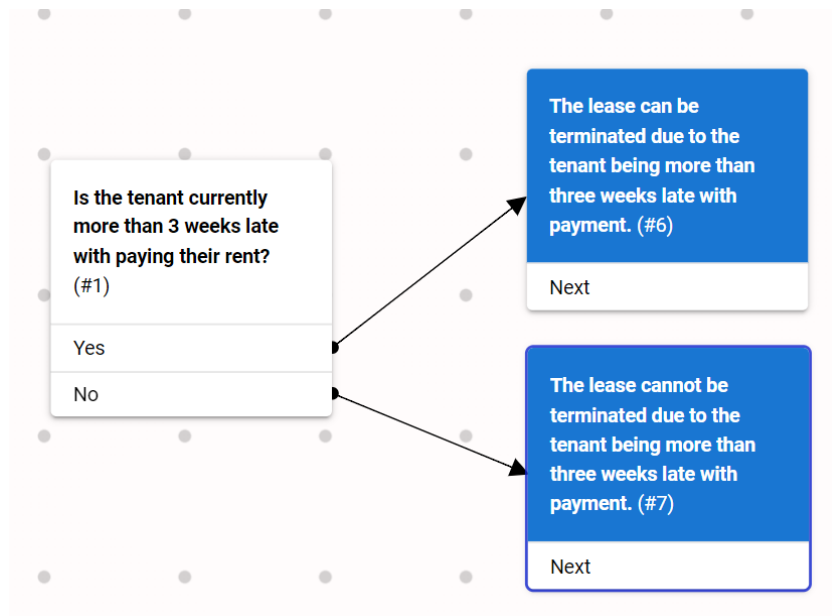 Is the tenant currently
more than 3 weeks late
with paying their rent?
(#1)
Yes
No
The lease can be
terminated due to the
tenant being more than
three weeks late with
payment. (#6)
Next
The lease cannot be
terminated due to the
tenant being more than
three weeks late with
payment. (#7)
Next